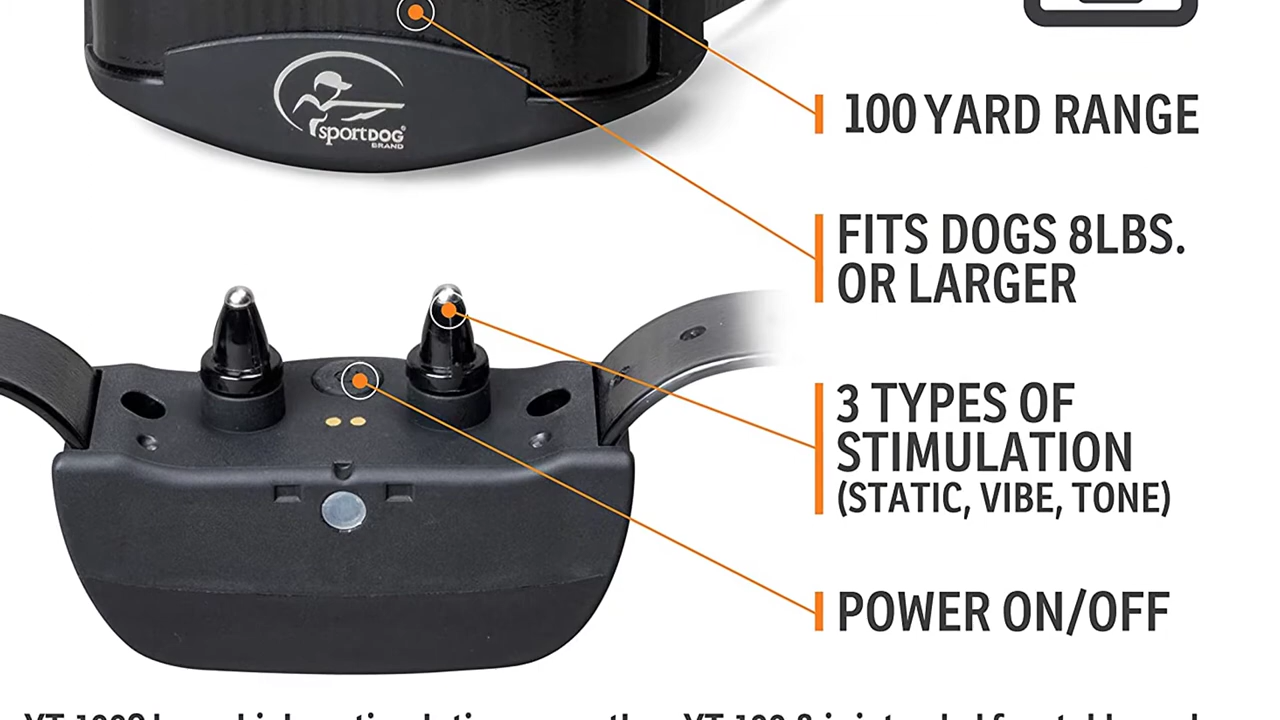 sportDOG®
BRAND
100 YARD RANGE
FITS DOGS 8LBS.
OR LARGER
3 TYPES OF
STIMULATION
(STATIC, VIBE, TONE)
POWER ON/OFF